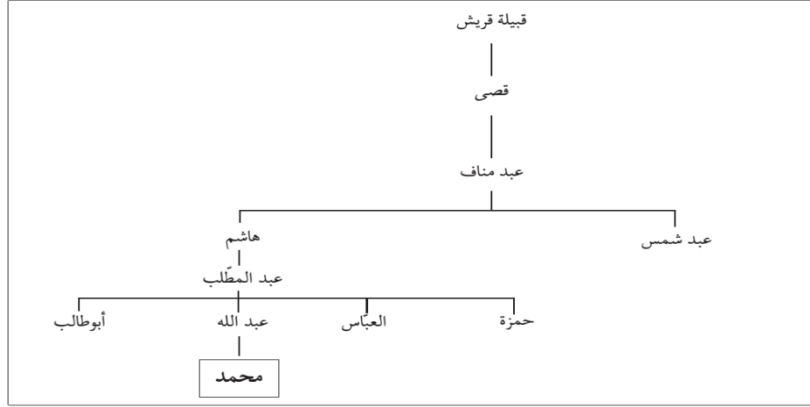 قبيلة قريش
قصى
عبد مناف
عبد شمس
هاشم
عبد المطّلب
حمزة
العبّاس
عبد الله
أبوطالب
محمد